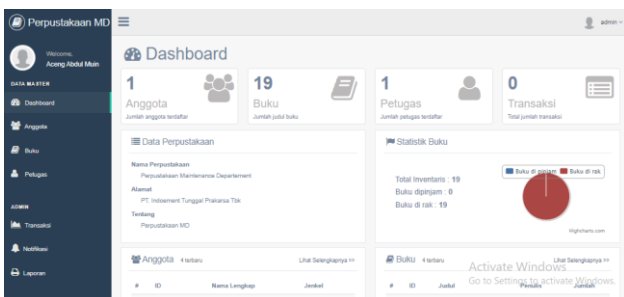 Perpustakaan MD
admin
Welcome,
Aceng Abdul Muin
DATA MASTER
Dashboard
Anggota
Buku
Petugas
ADMIN
Transaksi
Notifikasi
Laporan
Dashboard
1
Anggota
Jumlah anggota terdaftar
19
Buku
Jumlah judul buku
1
Petugas
Jumlah petugas terdaftar
0
Transaksi
Total jumlah transaksi
Data Perpustakaan
Nama Perpustakaan
Perpustakaan Maintenance Departement
Alamat
PT. Indocement Tunggal Prakarsa Tbk
Tentang
Perpustakaan MD
Statistik Buku
Total Inventaris : 19
Buku dipinjam : 0
Buku di rak : 19
Buku di pinjam Buku di rak
Highcharts.com
Anggota 4 terbaru Lihat Selengkapnya >>
# ID Nama Lengkap Jenkel
Buku 4 terbaru Lihat Selengkapnya >>
# ID Judul Penulis Jumlah
Activate Windows
Go to Settings to activate Windows.